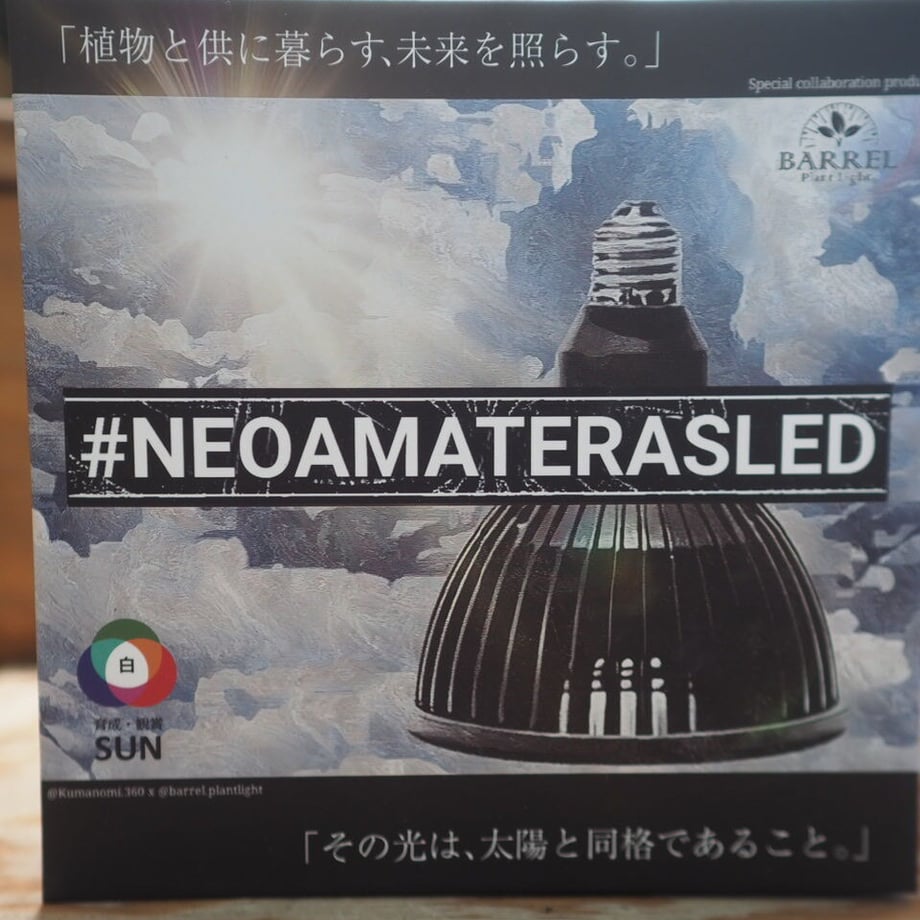 「植物と供に暮らす、未来を照らす。」
Special collaboration
BARREL
Plant Light
#NEOAMATERASLED
白
育成・観賞
SUN
@Kumanomi.360 x @barrel.plantlight
「その光は、太陽と同格であること。」